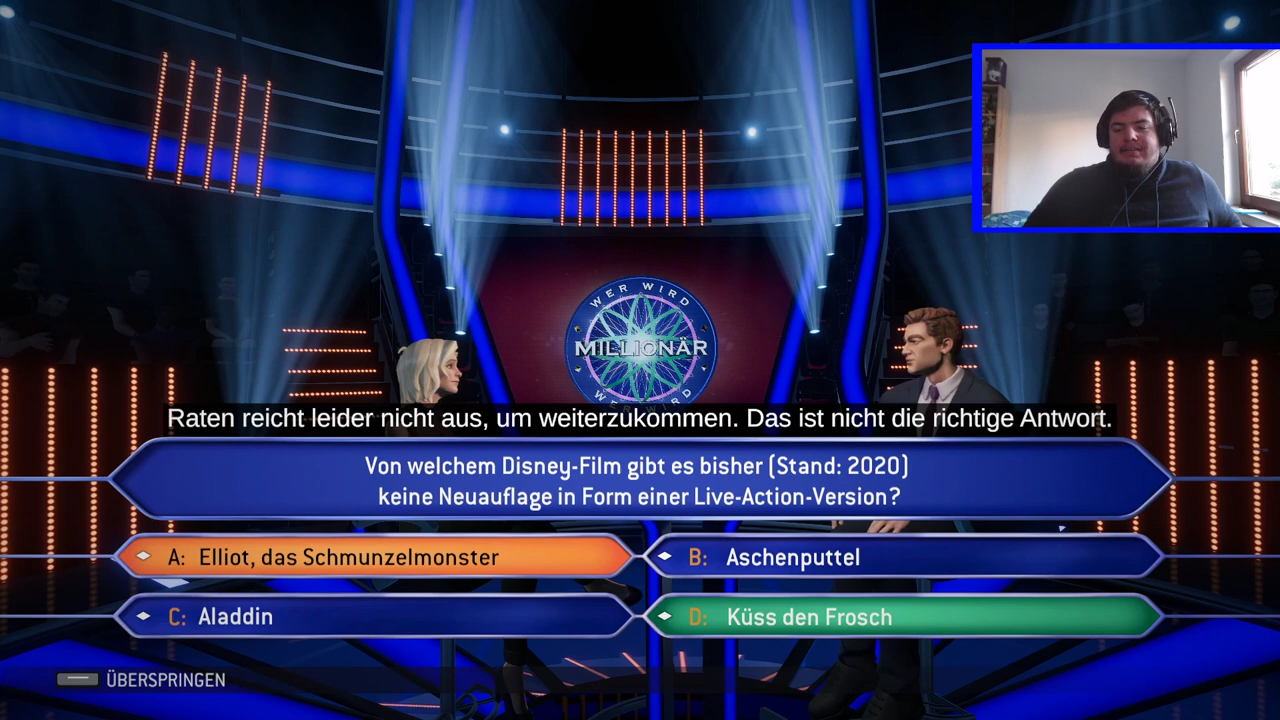 WER WIRD
MILLIONÄR
WER WIRD
Raten reicht leider nicht aus, um weiterzukommen. Das ist nicht die richtige Antwort.
Von welchem Disney-Film gibt es bisher (Stand: 2020)
keine Neuauflage in Form einer Live-Action-Version?
A: Elliot, das Schmunzelmonster
B: Aschenputtel
C: Aladdin
D: Küss den Frosch
ÜBERSPRINGEN